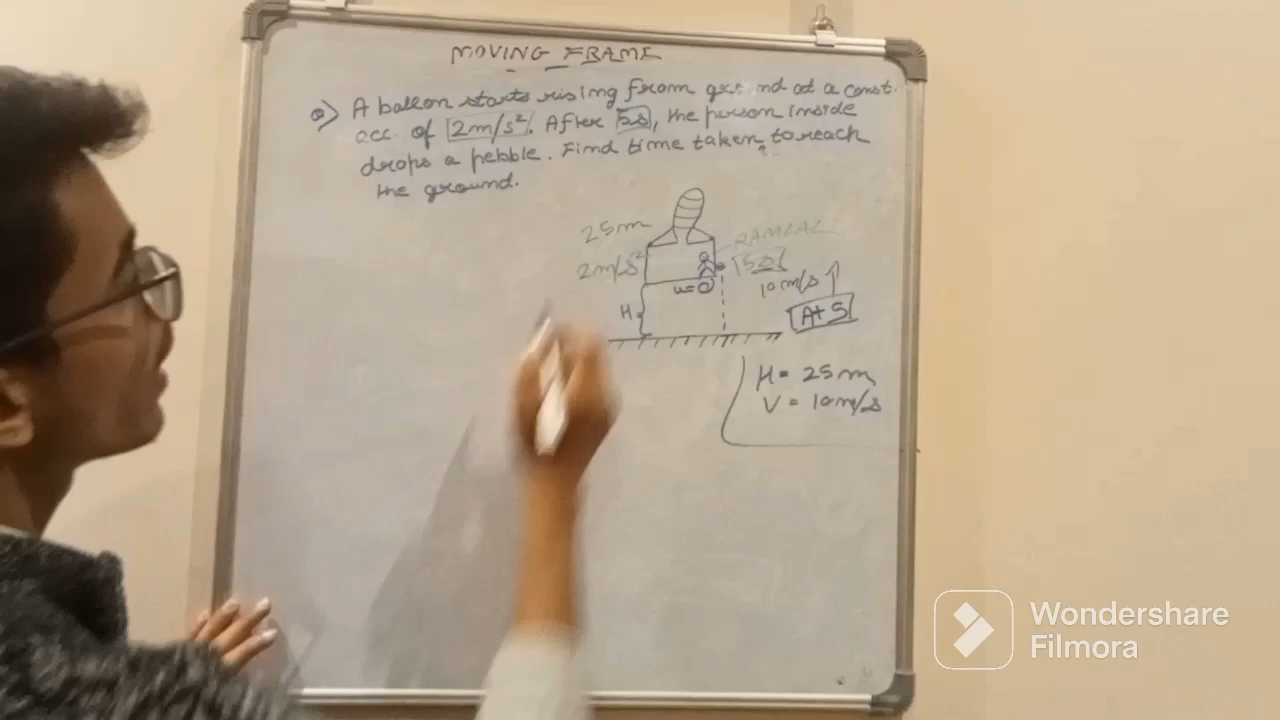 MOVING FRAME
Q) A balloon starts rising from ground at a const.
acc. of 2m/s². After 5s, the person inside
drops a pebble. Find time taken to reach
the ground.
25m
RAMLAL
2m/s²
5s
u=0
10m/s
H
At 5
H = 25m
V = 10m/s
Wondershare
Filmora